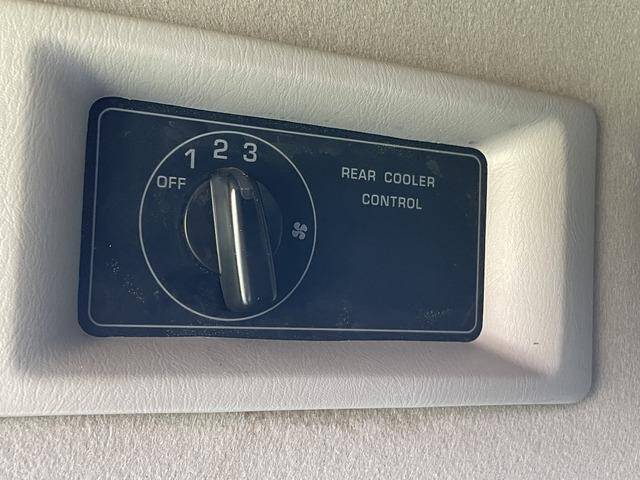 1 2 3
OFF
REAR COOLER
CONTROL